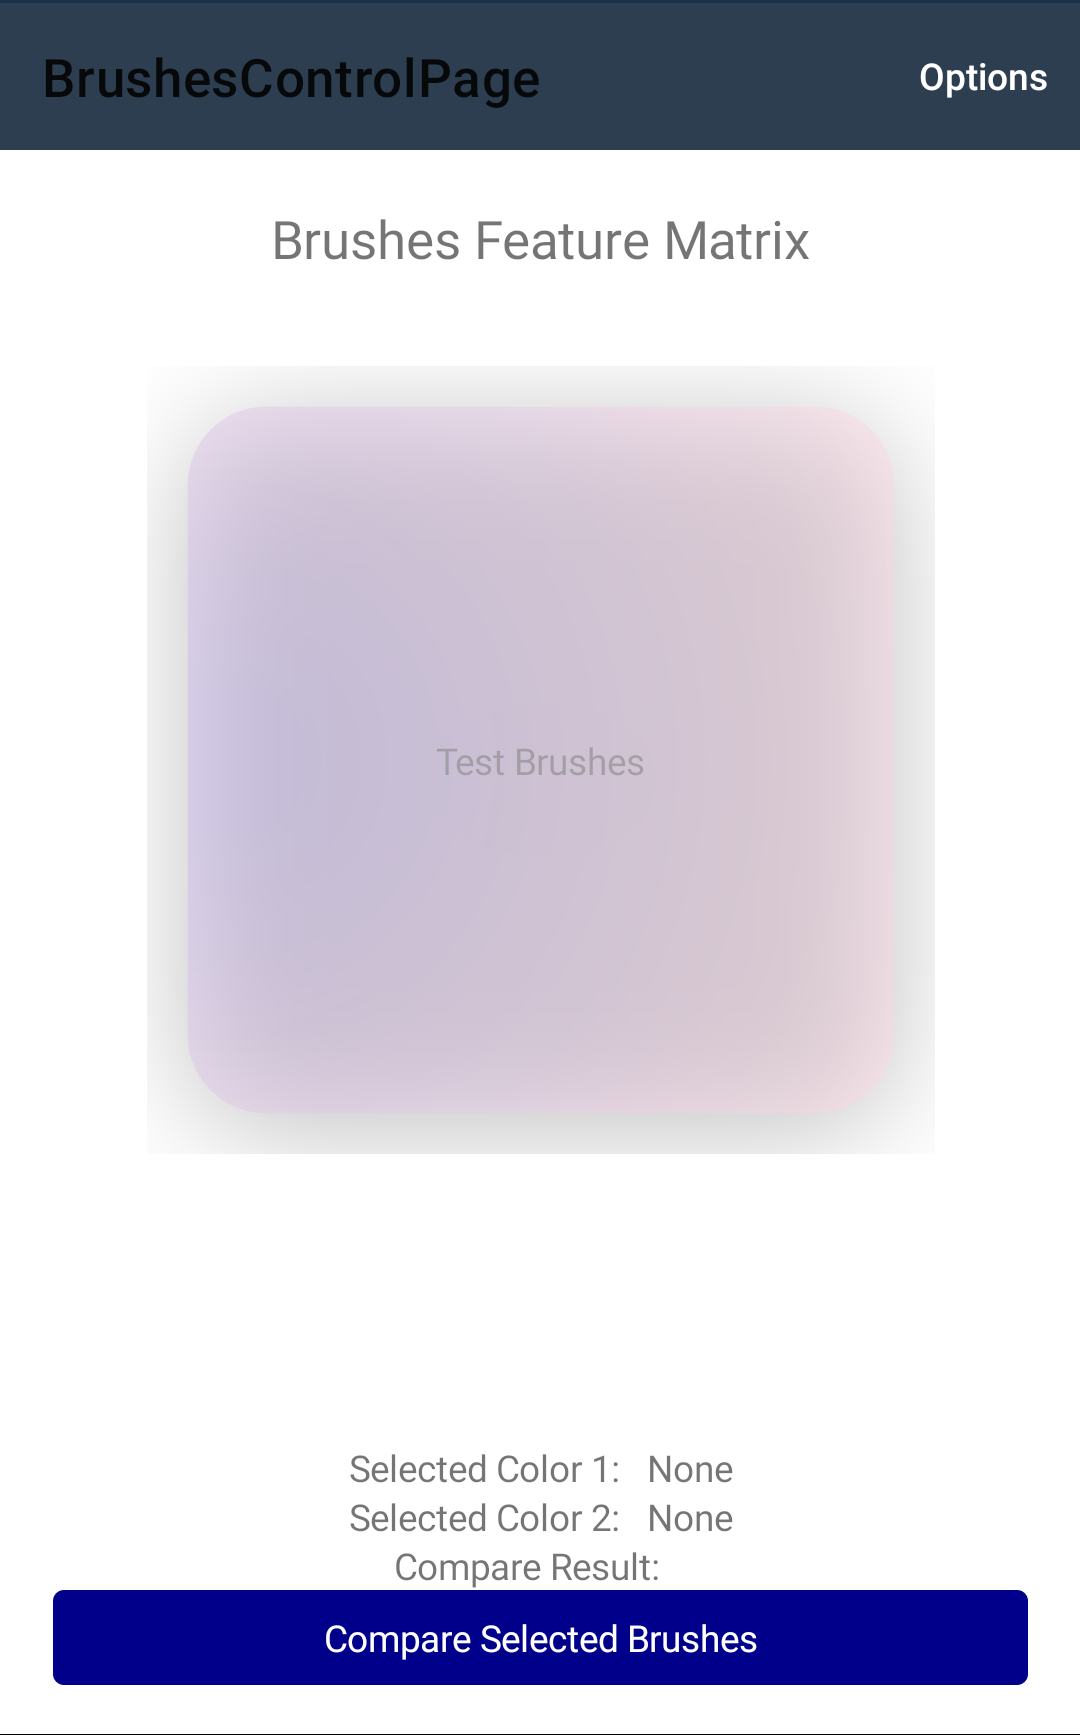 BrushesControlPage
Options
Brushes Feature Matrix
Test Brushes
Selected Color 1: None
Selected Color 2: None
Compare Result:
Compare Selected Brushes